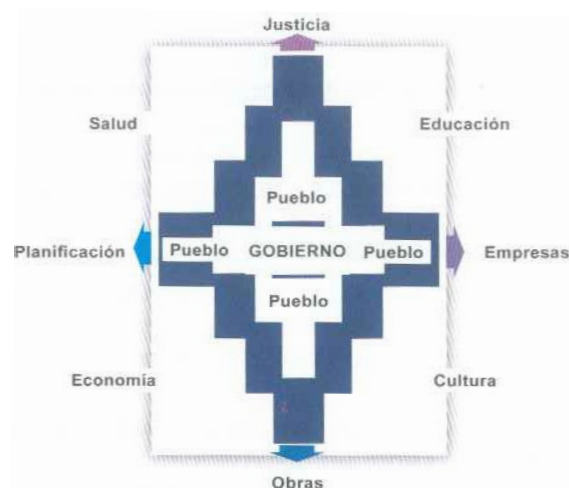 Justicia
Salud
Educación
Pueblo
Planificación
Pueblo
GOBIERNO
Pueblo
Empresas
Pueblo
Economía
Cultura
Obras